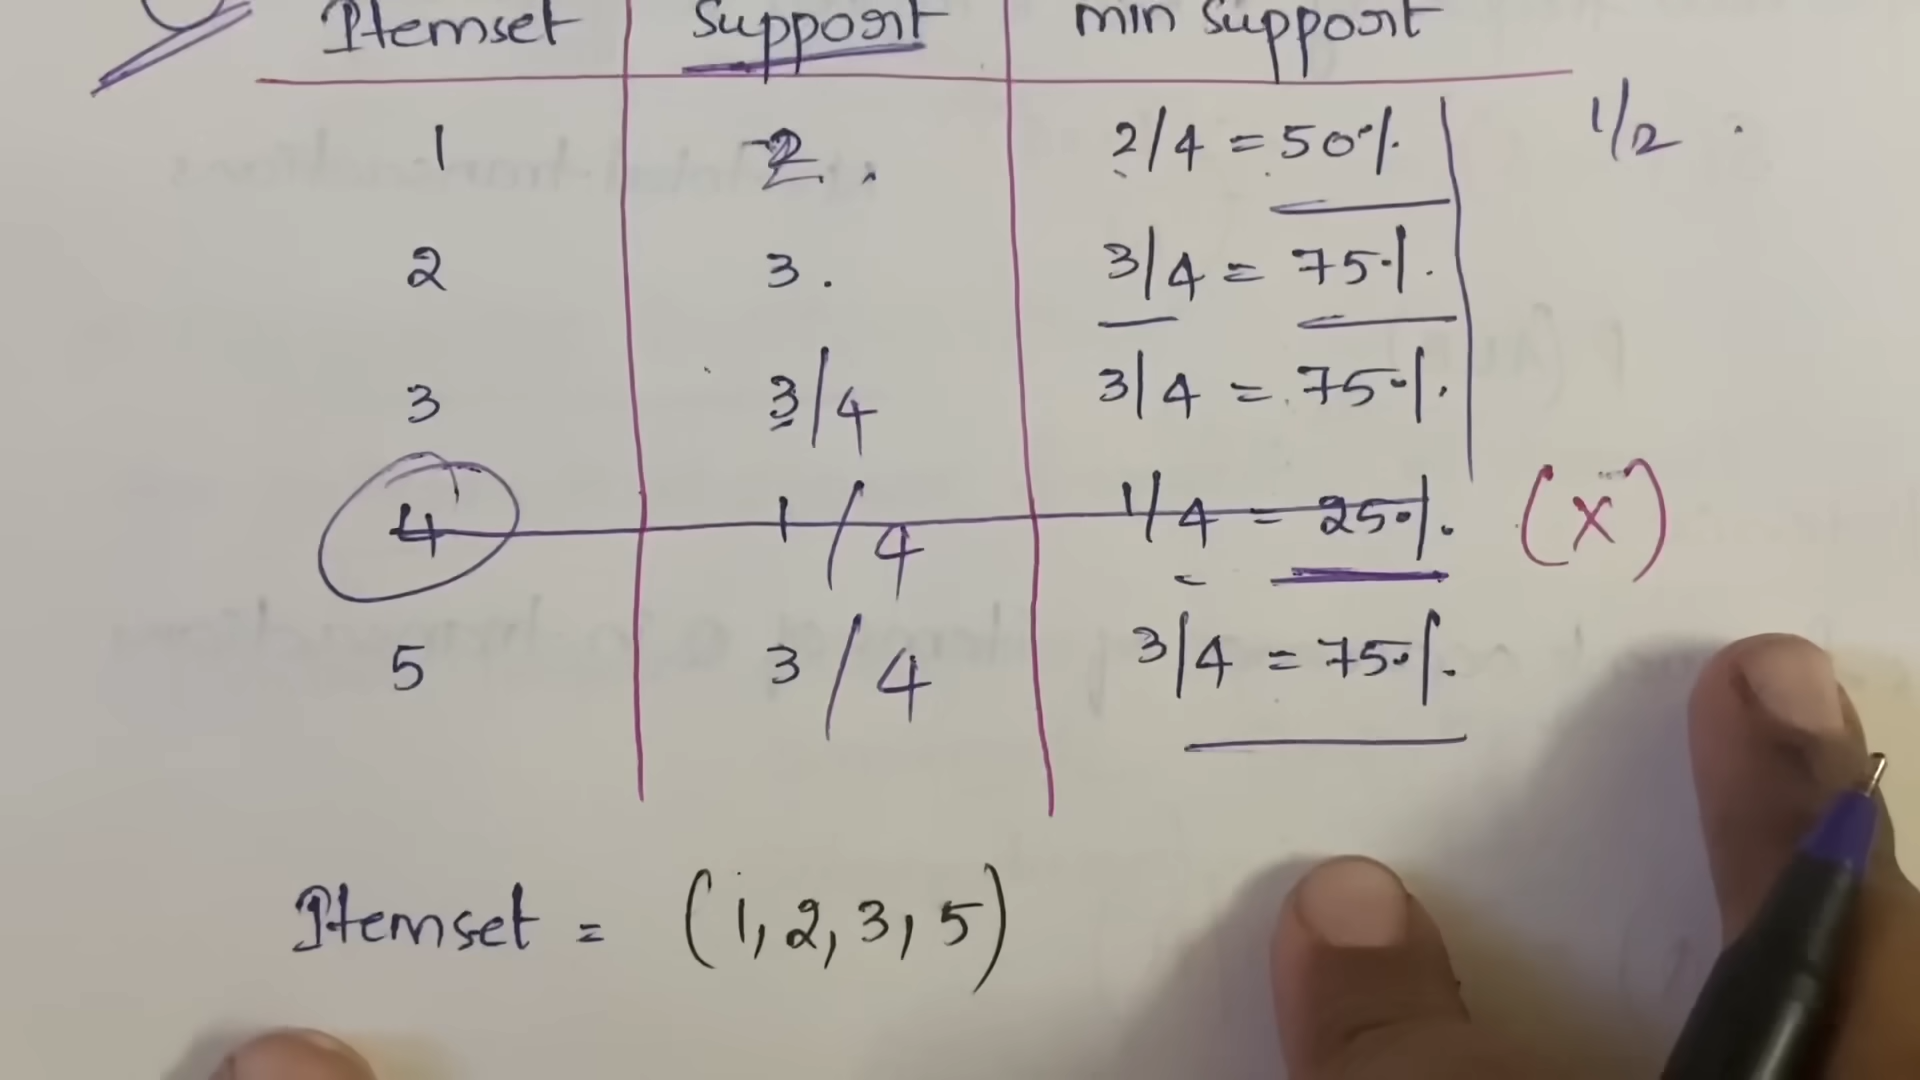 Itemset support min support
1 2. 2/4 = 50% 1/2
2 3. 3/4 = 75%.
3 3/4 3/4 = 75%.
4 1/4 1/4 = 25%. (x)
5 3/4 3/4 = 75%.
Itemset = (1, 2, 3, 5)